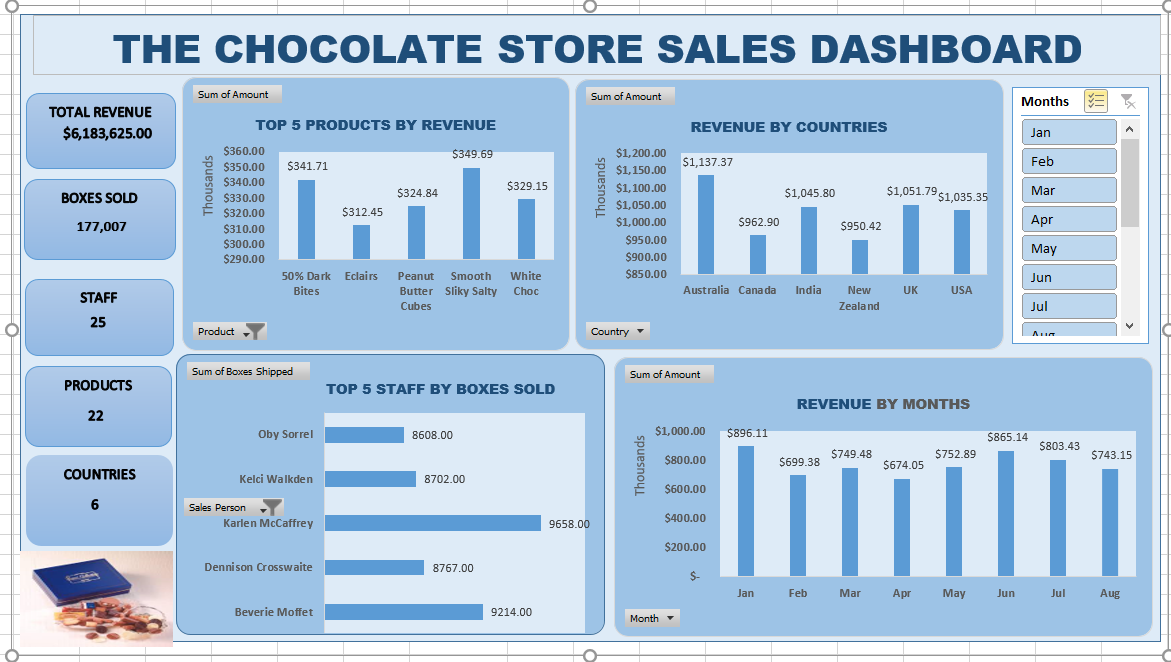 THE CHOCOLATE STORE SALES DASHBOARD
TOTAL REVENUE
$6,183,625.00
BOXES SOLD
177,007
STAFF
25
PRODUCTS
22
COUNTRIES
6
Sum of Amount
TOP 5 PRODUCTS BY REVENUE
Thousands
$360.00
$350.00
$340.00
$330.00
$320.00
$310.00
$300.00
$290.00
$341.71
$312.45
$324.84
$349.69
$329.15
50% Dark
Bites
Eclairs
Peanut
Butter
Cubes
Smooth
Sliky Salty
White
Choc
Product
Sum of Amount
REVENUE BY COUNTRIES
Thousands
$1,200.00
$1,150.00
$1,100.00
$1,050.00
$1,000.00
$950.00
$900.00
$850.00
$1,137.37
$962.90
$1,045.80
$950.42
$1,051.79
$1,035.35
Australia
Canada
India
New
Zealand
UK
USA
Country
Months
Jan
Feb
Mar
Apr
May
Jun
Jul
Aug
Sum of Boxes Shipped
TOP 5 STAFF BY BOXES SOLD
Oby Sorrel
8608.00
Kelci Walkden
8702.00
Sales Person
Karlen McCaffrey
9658.00
Dennison Crosswaite
8767.00
Beverie Moffet
9214.00
Sum of Amount
REVENUE BY MONTHS
Thousands
$1,000.00
$800.00
$600.00
$400.00
$200.00
$-
$896.11
$699.38
$749.48
$674.05
$752.89
$865.14
$803.43
$743.15
Jan
Feb
Mar
Apr
May
Jun
Jul
Aug
Month